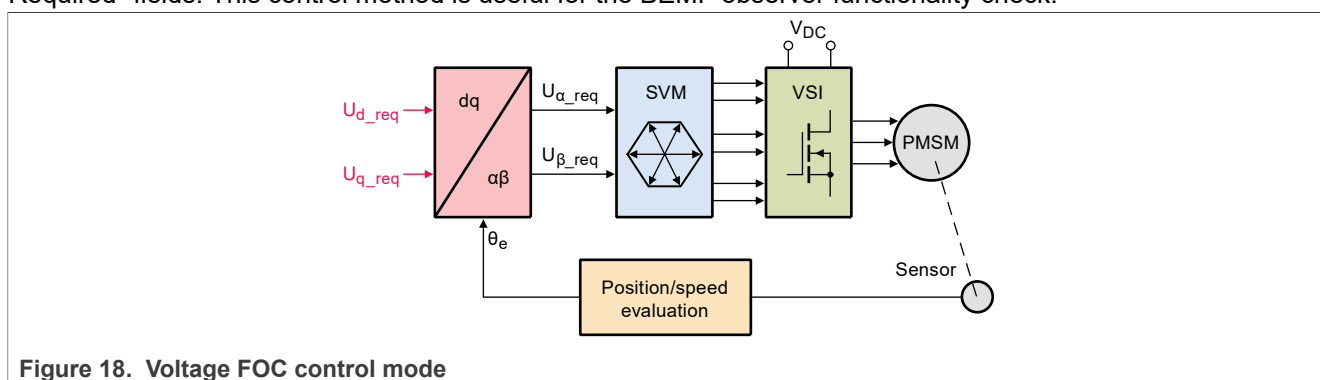 Required" fields. This control method is useful for the BEMF observer functionality check.
V_DC
dq
U_α_req
SVM
VSI
U_d_req
PMSM
U_β_req
U_q_req
αβ
θ_e
Sensor
Position/speed
evaluation
Figure 18. Voltage FOC control mode